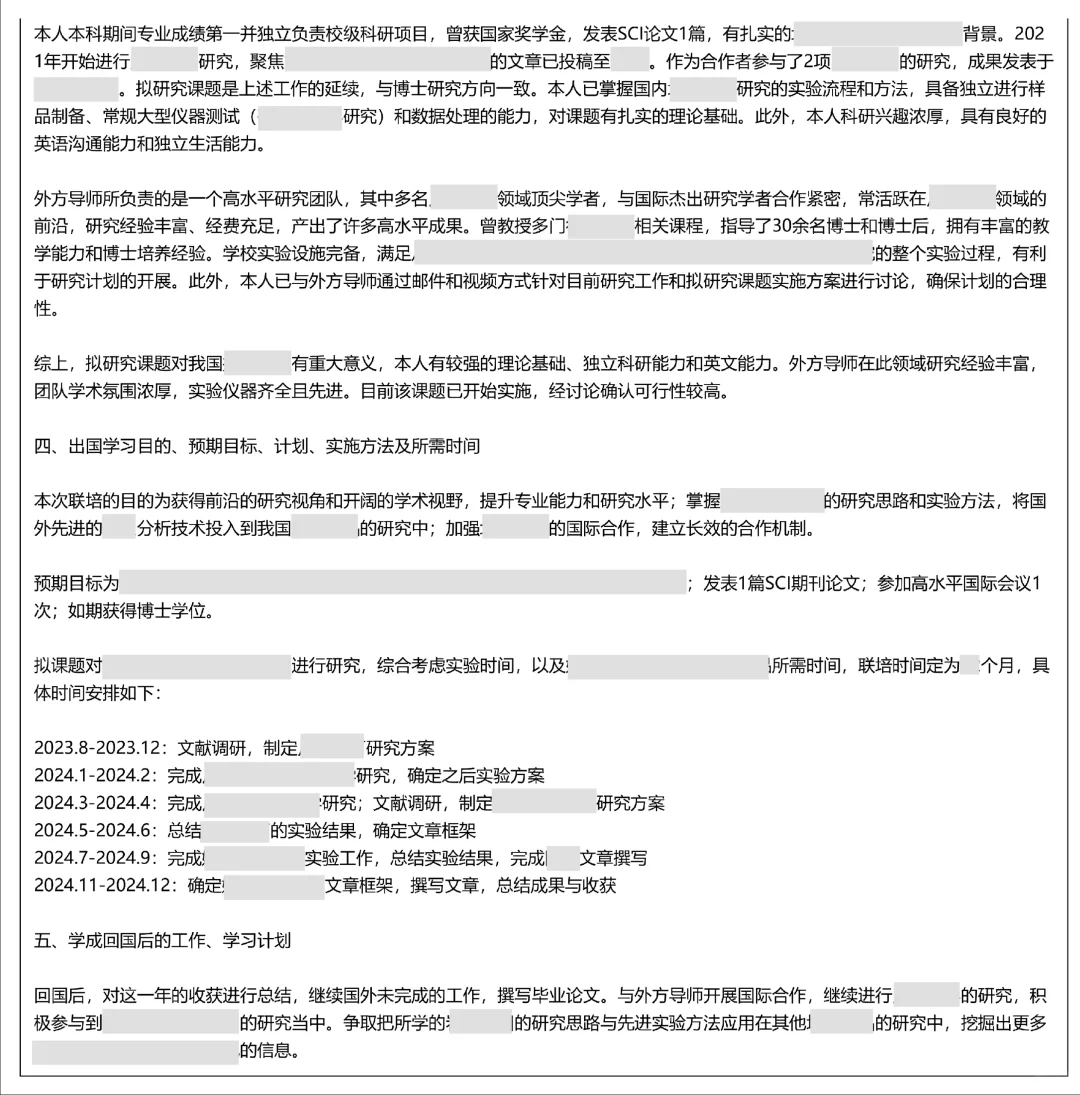 本人本科期间专业成绩第一并独立负责校级科研项目，曾获国家奖学金，发表SCI论文1篇，有扎实的 背景。202
1年开始进行 研究，聚焦 的文章已投稿至 。作为合作者参与了2项 的研究，成果发表于
。拟研究课题是上述工作的延续，与博士研究方向一致。本人已掌握国内 研究的实验流程和方法，具备独立进行样
品制备、常规大型仪器测试（ 研究）和数据处理的能力，对课题有扎实的理论基础。此外，本人科研兴趣浓厚，具有良好的
英语沟通能力和独立生活能力。
外方导师所负责的是一个高水平研究团队，其中多名 领域顶尖学者，与国际杰出研究学者合作紧密，常活跃在 领域的
前沿，研究经验丰富、经费充足，产出了许多高水平成果。曾教授多门 相关课程，指导了30余名博士和博士后，拥有丰富的教
学能力和博士培养经验。学校实验设施完备，满足 的整个实验过程，有利
于研究计划的开展。此外，本人已与外方导师通过邮件和视频方式针对目前研究工作和拟研究课题实施方案进行讨论，确保计划的合理
性。
综上，拟研究课题对我国 有重大意义，本人有较强的理论基础、独立科研能力和英文能力。外方导师在此领域研究经验丰富，
团队学术氛围浓厚，实验仪器齐全且先进。目前该课题已开始实施，经讨论确认可行性较高。
四、出国学习目的、预期目标、计划、实施方法及所需时间
本次联培的目的为获得前沿的研究视角和开阔的学术视野，提升专业能力和研究水平；掌握 的研究思路和实验方法，将国
外先进的 分析技术投入到我国 的研究中；加强 的国际合作，建立长效的合作机制。
预期目标为 ；发表1篇SCI期刊论文；参加高水平国际会议1
次；如期获得博士学位。
拟课题对 进行研究，综合考虑实验时间，以及 所需时间，联培时间定为 个月，具
体时间安排如下：
2023.8-2023.12：文献调研，制定 研究方案
2024.1-2024.2：完成 研究，确定之后实验方案
2024.3-2024.4：完成 研究；文献调研，制定 研究方案
2024.5-2024.6：总结 的实验结果，确定文章框架
2024.7-2024.9：完成 实验工作，总结实验结果，完成 文章撰写
2024.11-2024.12：确定 文章框架，撰写文章，总结成果与收获
五、学成回国后的工作、学习计划
回国后，对这一年的收获进行总结，继续国外未完成的工作，撰写毕业论文。与外方导师开展国际合作，继续进行 的研究，积
极参与到 的研究当中。争取把所学的 的研究思路与先进实验方法应用在其他 的研究中，挖掘出更多
的信息。